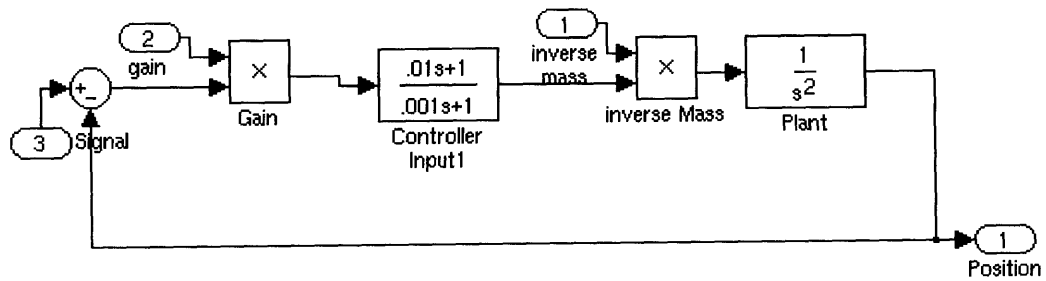 2
gain
+
-
3
Signal
×
Gain
.01s+1
.001s+1
Controller
Input1
1
inverse
mass
×
inverse Mass
1
s2
Plant
1
Position